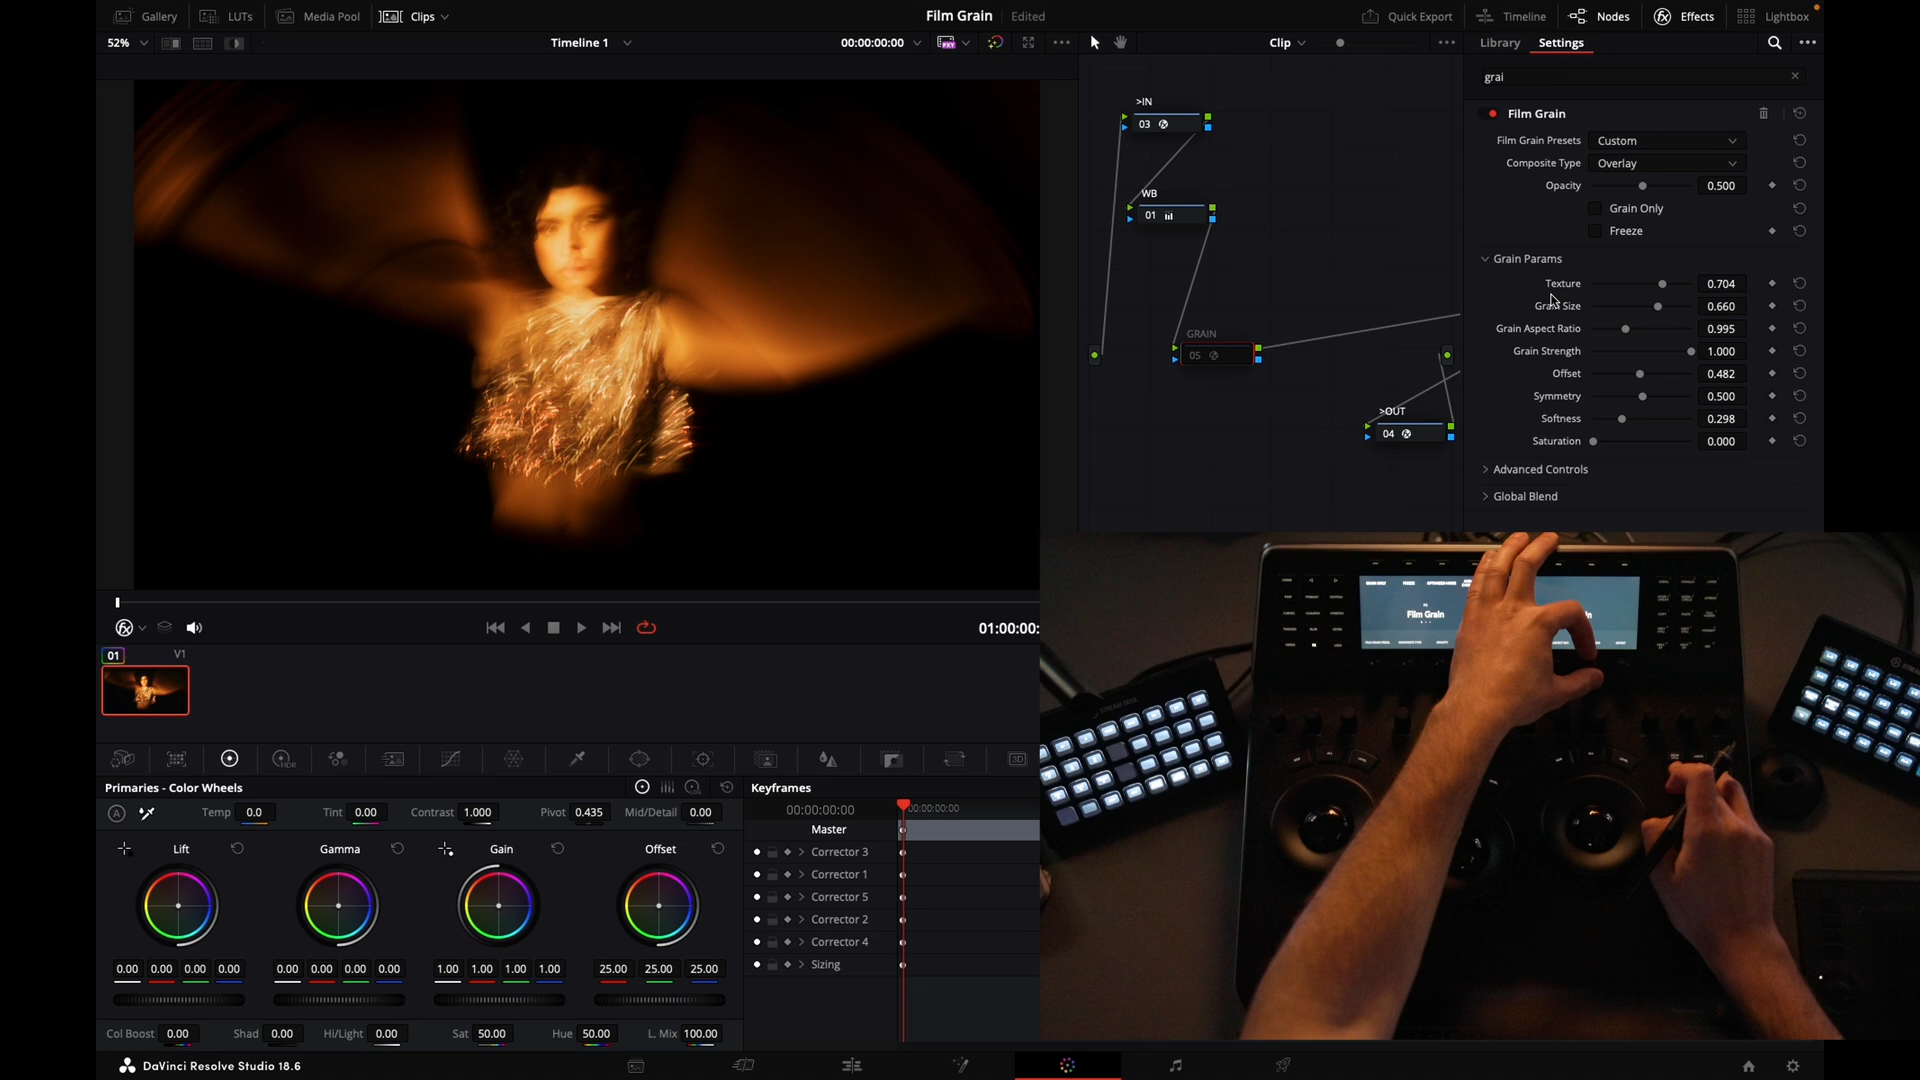 Gallery LUTs Media Pool Clips Film Grain Edited Quick Export Timeline Nodes Effects Lightbox
52% Timeline 1 00:00:00:00 Clip Library Settings
grai
>IN
03
WB
01
GRAIN
05
>OUT
04
Film Grain
Film Grain Presets Custom
Composite Type Overlay
Opacity 0.500
Grain Only
Freeze
Grain Params
Texture 0.704
Grain Size 0.660
Grain Aspect Ratio 0.995
Grain Strength 1.000
Offset 0.482
Symmetry 0.500
Softness 0.298
Saturation 0.000
Advanced Controls
Global Blend
01:00:00:
01 V1
Film Grain
STREAM DECK
Primaries - Color Wheels
Temp 0.0 Tint 0.00 Contrast 1.000 Pivot 0.435 Mid/Detail 0.00
Lift Gamma Gain Offset
0.00 0.00 0.00 0.00 0.00 0.00 0.00 0.00 1.00 1.00 1.00 1.00 25.00 25.00 25.00
Col Boost 0.00 Shad 0.00 Hi/Light 0.00 Sat 50.00 Hue 50.00 L. Mix 100.00
Keyframes
00:00:00:00 00:00:00:00
Master
Corrector 3
Corrector 1
Corrector 5
Corrector 2
Corrector 4
Sizing
DaVinci Resolve Studio 18.6